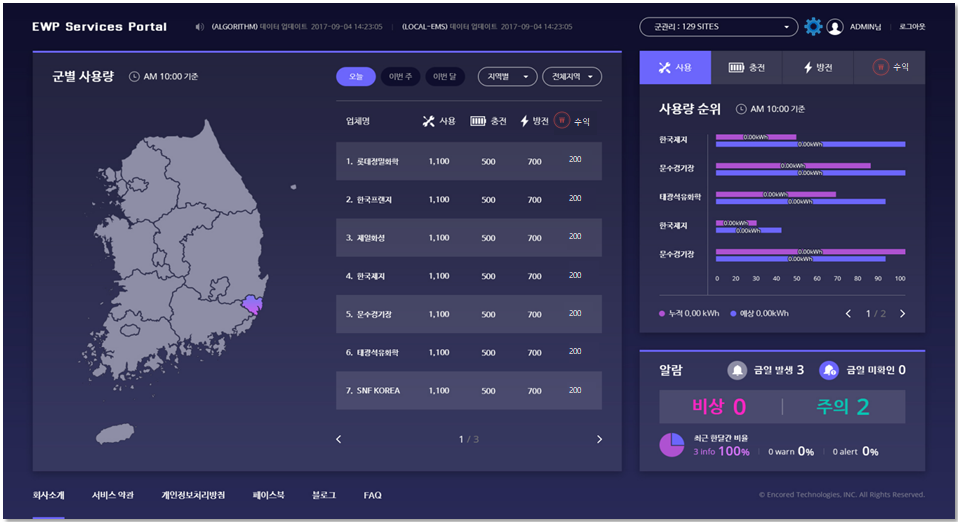 EWP Services Portal
(ALGORITHM) 데이터 업데이트 2017-09-04 14:23:05 | (LOCAL-EMS) 데이터 업데이트 2017-09-04 14:23:05
군관리 : 129 SITES
ADMIN님 | 로그아웃
군별 사용량 AM 10:00 기준
오늘 이번 주 이번 달 지역별 전체지역
업체명 사용 충전 방전 ₩ 수익
1. 롯데정밀화학 1,100 500 700 200
2. 한국프랜지 1,100 500 700 200
3. 제일화성 1,100 500 700 200
4. 한국제지 1,100 500 700 200
5. 문수경기장 1,100 500 700 200
6. 태광석유화학 1,100 500 700 200
7. SNF KOREA 1,100 500 700 200
1 / 3
사용 충전 방전 ₩ 수익
사용량 순위 AM 10:00 기준
한국제지 0.00kWh
0.00kWh
문수경기장 0.00kWh
0.00kWh
태광석유화학 0.00kWh
0.00kWh
한국제지 0.00kWh
0.00kWh
문수경기장 0.00kWh
0.00kWh
0 20 30 40 50 60 70 80 90 100
누적 0,00 kWh 예상 0,00kWh
1 / 2
알람 금일 발생 3 금일 미확인 0
비상 0 | 주의 2
최근 한달간 비율
3 info 100% | 0 warn 0% | 0 alert 0%
회사소개 서비스 약관 개인정보처리방침 페이스북 블로그 FAQ
© Encored Technologies, INC. All Rights Reserved.